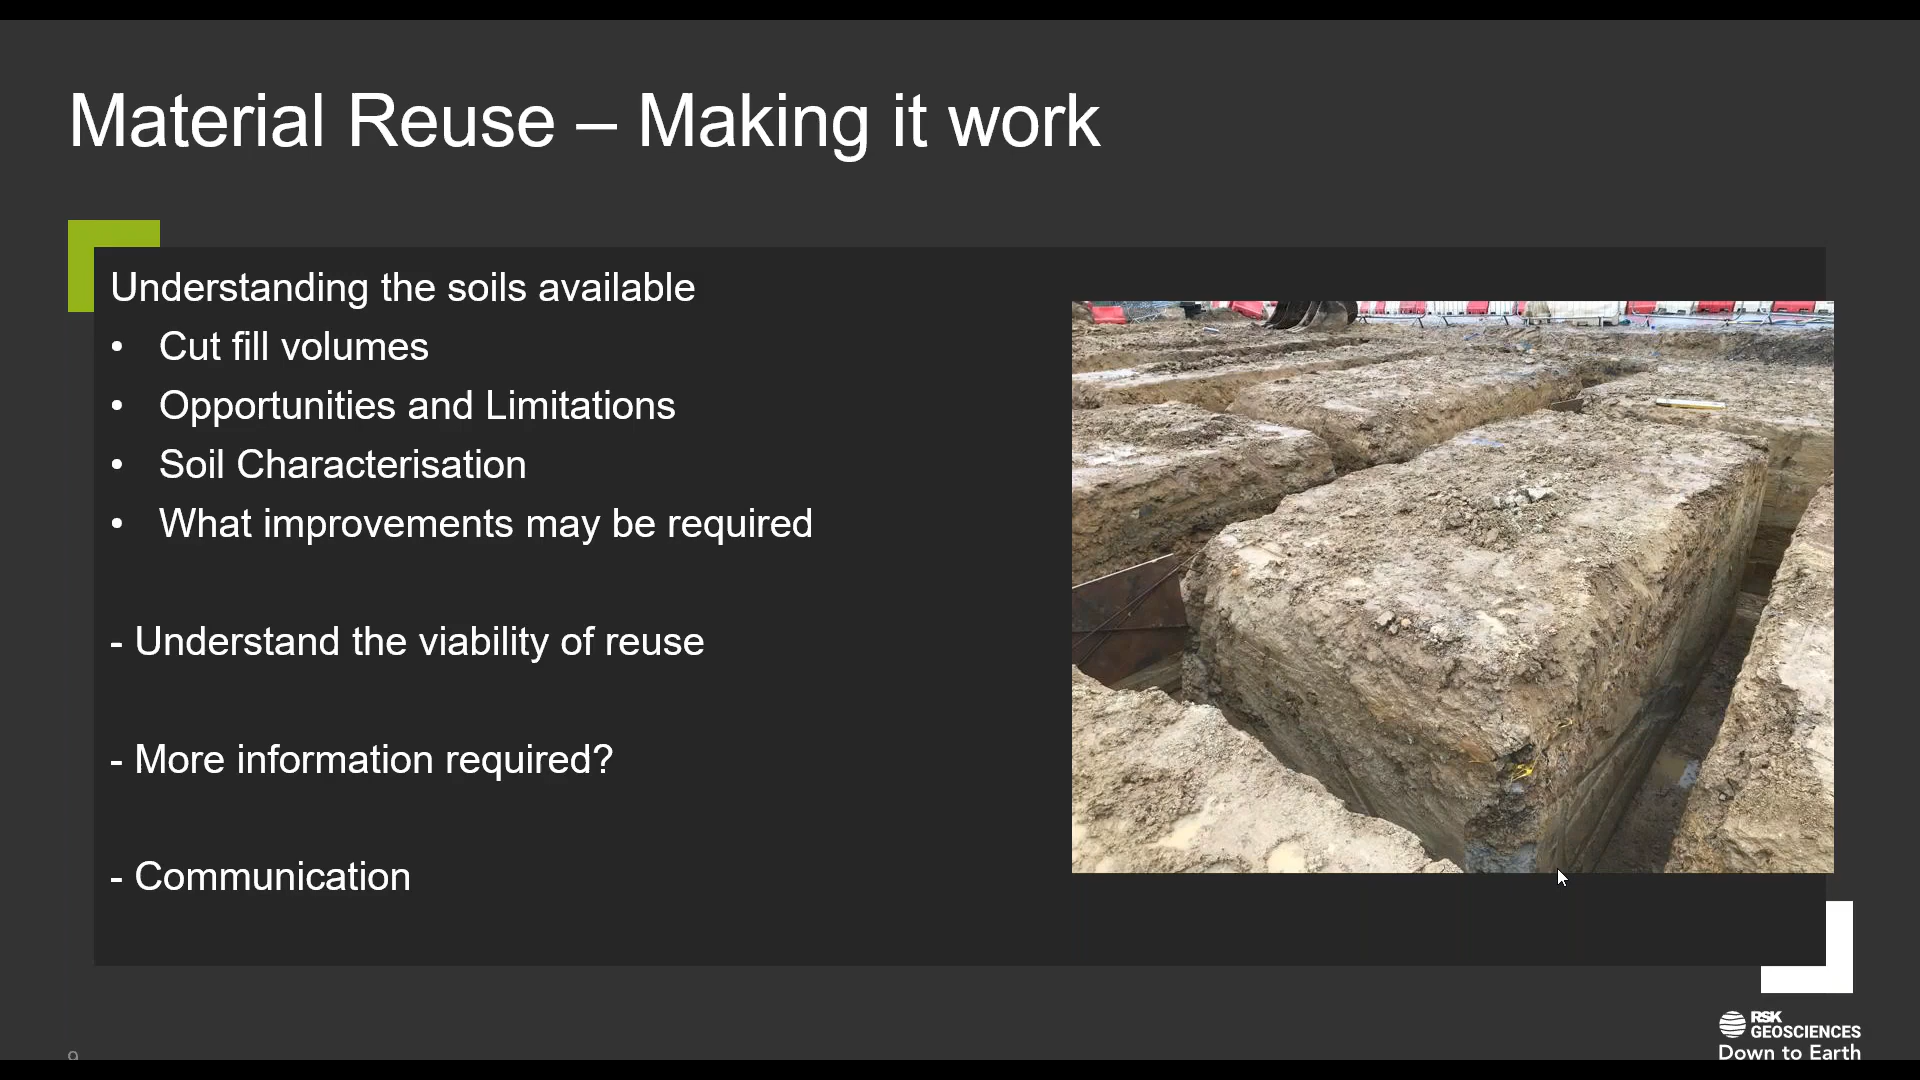 Material Reuse – Making it work
Understanding the soils available
• Cut fill volumes
• Opportunities and Limitations
• Soil Characterisation
• What improvements may be required
- Understand the viability of reuse
- More information required?
- Communication
RSK
GEOSCIENCES
Down to Earth
9